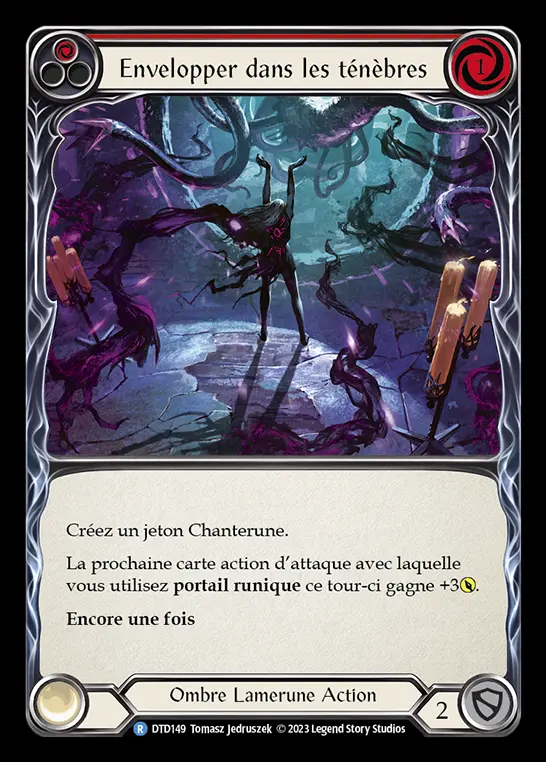 Envelopper dans les ténèbres
1
Créez un jeton Chanterune.
La prochaine carte action d'attaque avec laquelle
vous utilisez portail runique ce tour-ci gagne +3.
Encore une fois
Ombre Lamerune Action
2
R DTD149 Tomasz Jedruszek © 2023 Legend Story Studios